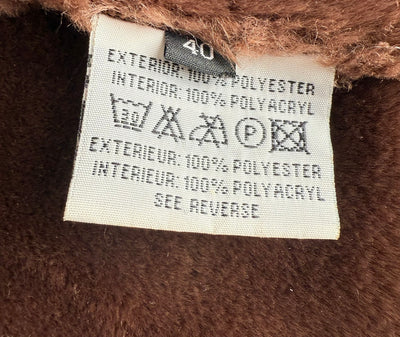 40
EXTERIOR: 100% POLYESTER
INTERIOR: 100% POLYACRYL
30 P
EXTERIEUR: 100% POLYESTER
INTERIEUR: 100% POLYACRYL
SEE REVERSE